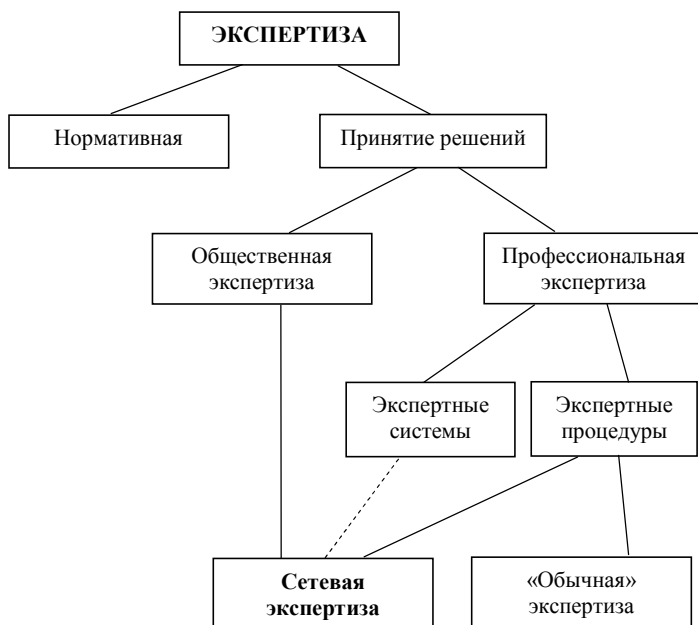 ЭКСПЕРТИЗА
Нормативная
Принятие решений
Общественная
экспертиза
Профессиональная
экспертиза
Экспертные
системы
Экспертные
процедуры
Сетевая
экспертиза
«Обычная»
экспертиза